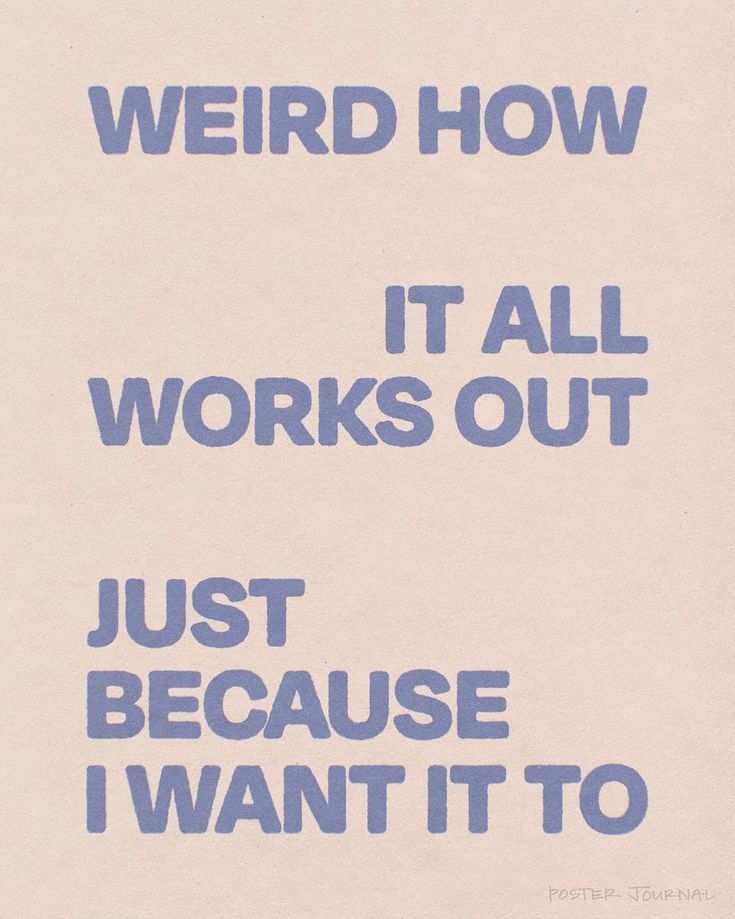 WEIRD HOW
IT ALL
WORKS OUT
JUST
BECAUSE
I WANT IT TO
POSTER JOURNAL